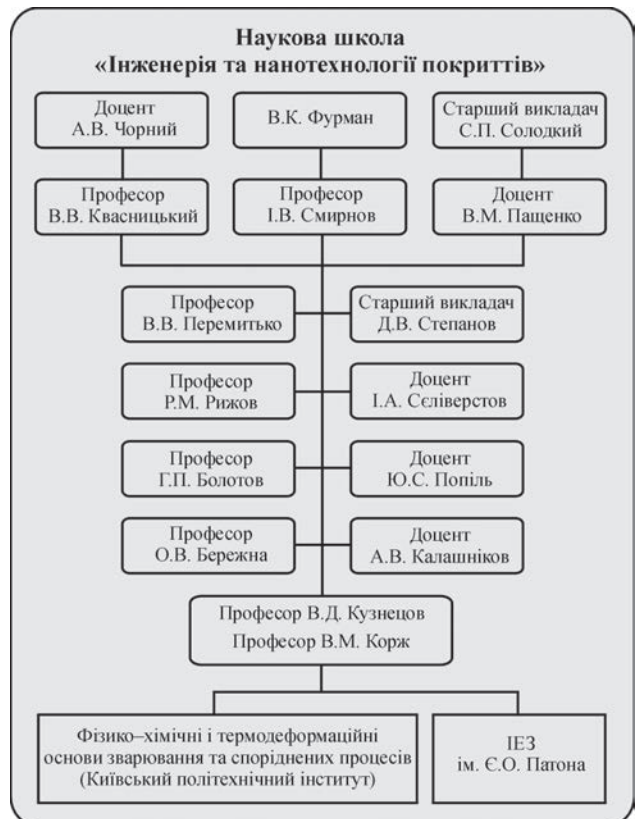 Наукова школа
«Інженерія та нанотехнології покриттів»
Доцент
А.В. Чорний
В.К. Фурман
Старший викладач
С.П. Солодкий
Професор
В.В. Квасницький
Професор
І.В. Смирнов
Доцент
В.М. Пащенко
Професор
В.В. Перемитько
Старший викладач
Д.В. Степанов
Професор
Р.М. Рижов
Доцент
І.А. Сєліверстов
Професор
Г.П. Болотов
Доцент
Ю.С. Попіль
Професор
О.В. Бережна
Доцент
А.В. Калашніков
Професор В.Д. Кузнецов
Професор В.М. Корж
Фізико–хімічні і термодеформаційні
основи зварювання та споріднених процесів
(Київський політехнічний інститут)
ІЕЗ
ім. Є.О. Патона